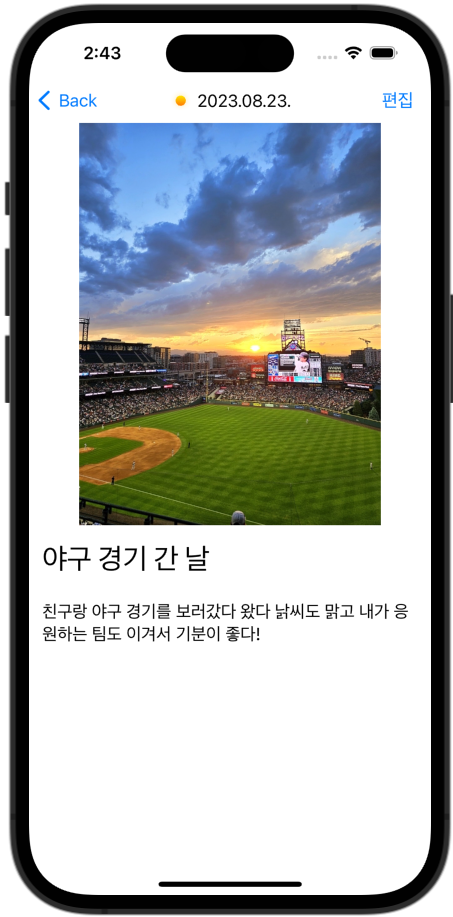 2:43
Back
2023.08.23.
편집
야구 경기 간 날
친구랑 야구 경기를 보러갔다 왔다 낡씨도 맑고 내가 응
원하는 팀도 이겨서 기분이 좋다!